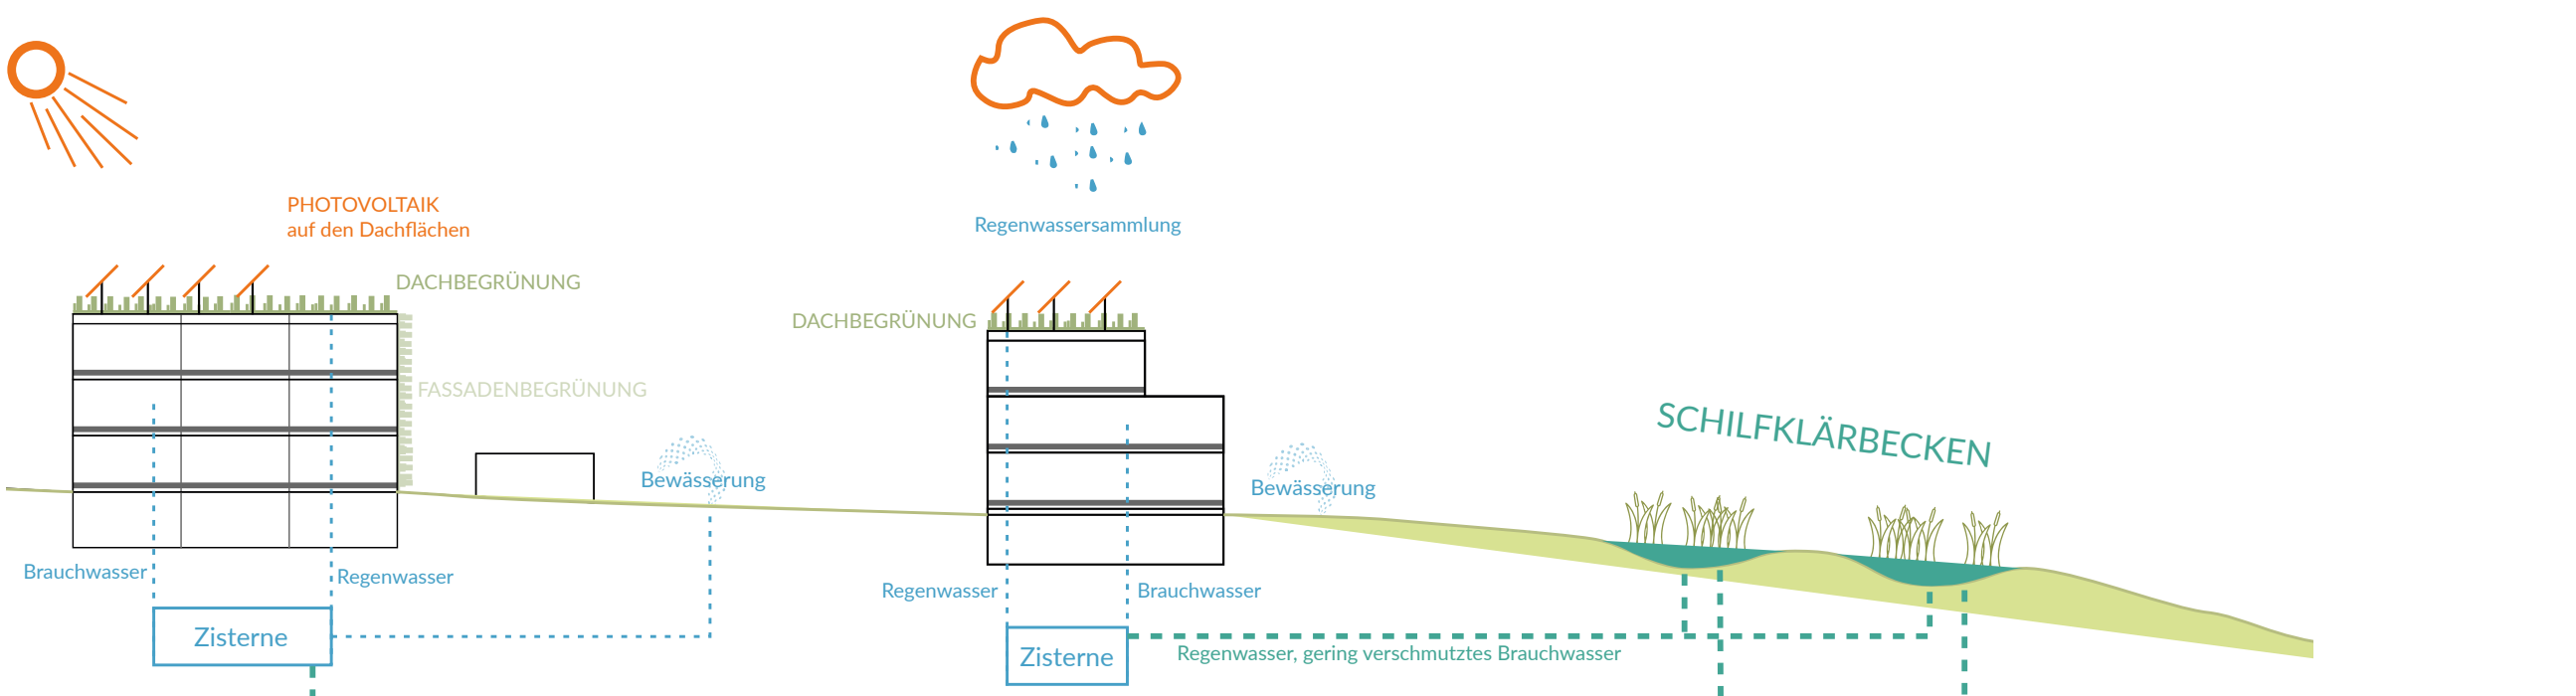 PHOTOVOLTAIK
auf den Dachflächen
Regenwassersammlung
DACHBEGRÜNUNG
DACHBEGRÜNUNG
FASSADENBEGRÜNUNG
SCHILFKLÄRBECKEN
Bewässerung
Bewässerung
Brauchwasser
Regenwasser
Regenwasser
Brauchwasser
Zisterne
Zisterne
Regenwasser, gering verschmutztes Brauchwasser